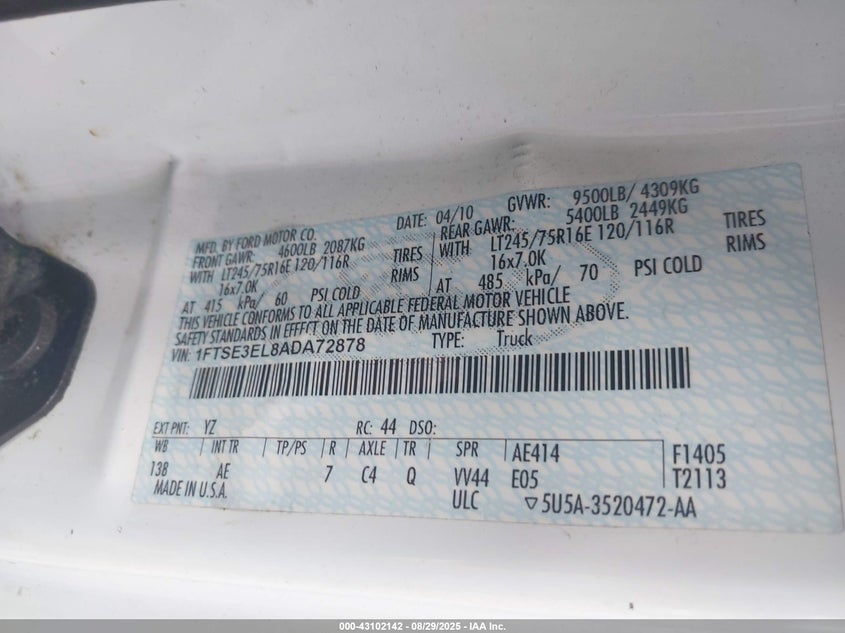 MFD. BY FORD MOTOR CO.
DATE: 04/10 GVWR: 9500LB/ 4309KG
FRONT GAWR: 4600LB 2087KG
REAR GAWR: 5400LB 2449KG
WITH LT245/75R16E 120/116R TIRES
WITH LT245/75R16E 120/116R TIRES
16x7.0K RIMS
16x7.0K RIMS
AT 415 kPa/ 60 PSI COLD
AT 485 kPa/ 70 PSI COLD
THIS VEHICLE CONFORMS TO ALL APPLICABLE FEDERAL MOTOR VEHICLE
SAFETY STANDARDS IN EFFECT ON THE DATE OF MANUFACTURE SHOWN ABOVE.
VIN: 1FTSE3EL8ADA72878 TYPE: Truck
EXT PNT: YZ RC: 44 DSO:
WB INT TR TP/PS R AXLE TR SPR AE414 F1405
138 AE 7 C4 Q VV44 E05 T2113
MADE IN U.S.A. ULC ▽5U5A-3520472-AA
000-43102142 - 08/29/2025 - IAA Inc.